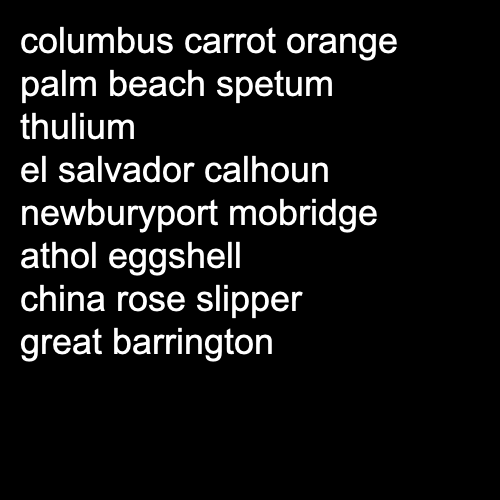 columbus carrot orange
palm beach spetum
thulium
el salvador calhoun
newburyport mobridge
athol eggshell
china rose slipper
great barrington